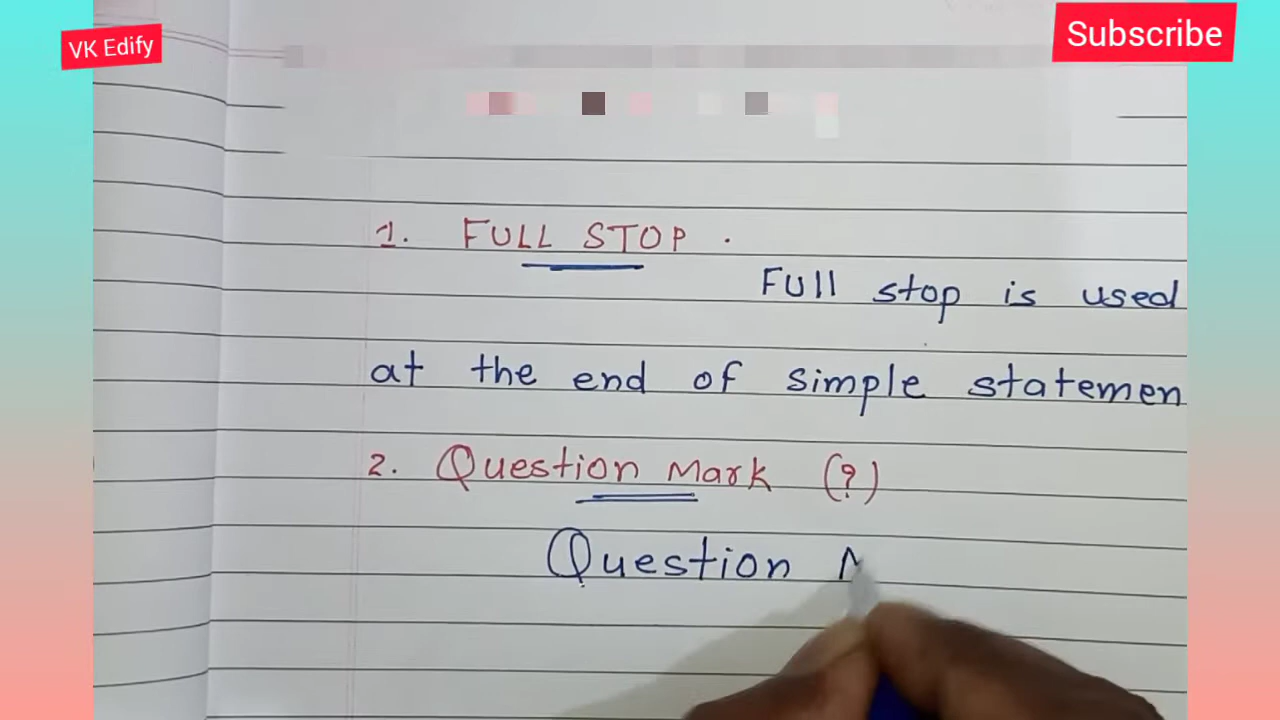 VK Edify
Subscribe
1. FULL STOP .
Full stop is used
at the end of simple statemen
2. Question Mark (?)
Question